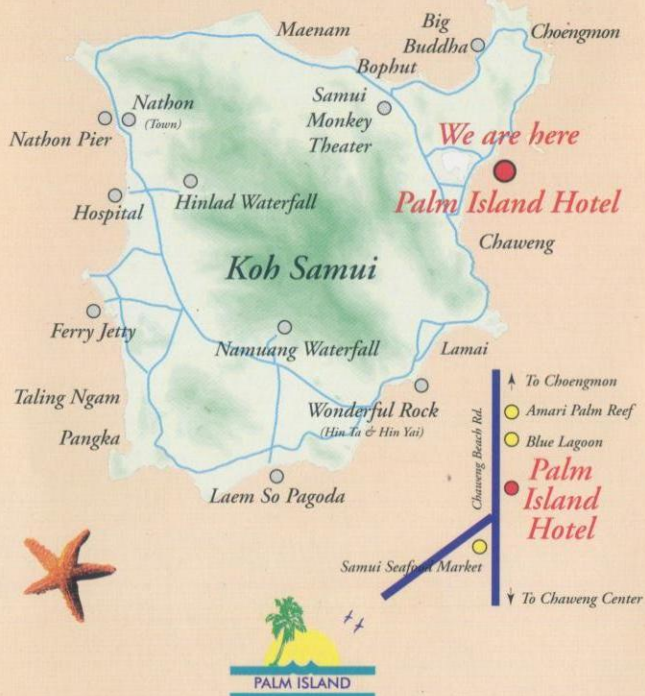 Maenam
Big
Buddha
Choengmon
Bophut
Nathon
(Town)
Nathon Pier
Samui
Monkey
Theater
We are here
Palm Island Hotel
Hospital
Hinlad Waterfall
Chaweng
Koh Samui
Ferry Jetty
Namuang Waterfall
Lamai
Taling Ngam
Pangka
Wonderful Rock
(Hin Ta & Hin Yai)
Laem So Pagoda
To Choengmon
Amari Palm Reef
Blue Lagoon
Chaweng Beach Rd.
Palm
Island
Hotel
Samui Seafood Market
To Chaweng Center
PALM ISLAND